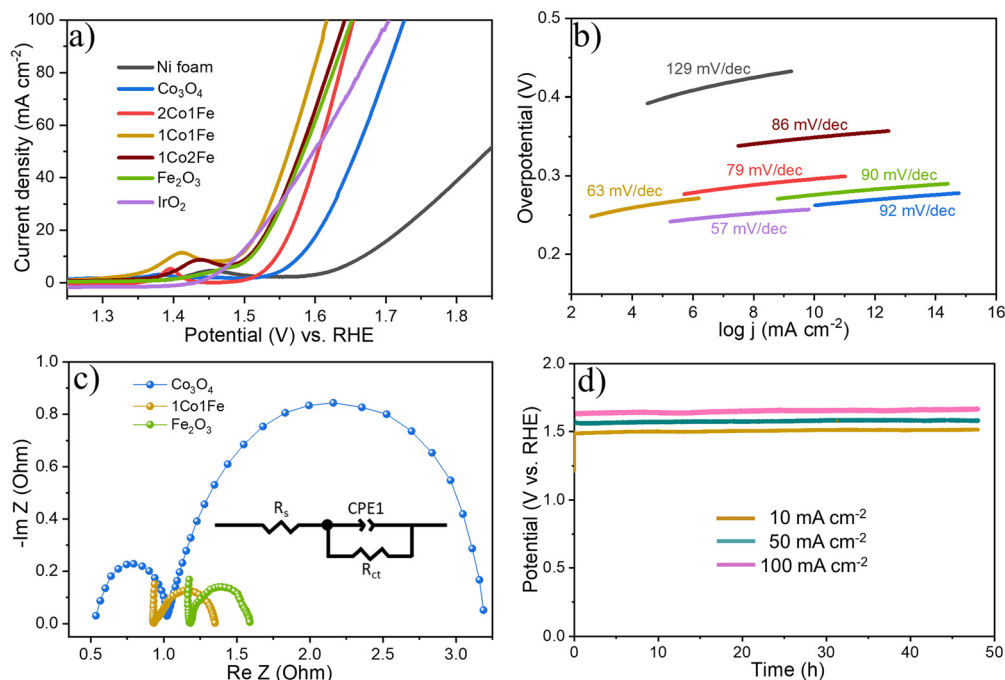 a)
100
80
60
40
20
0
Current density (mA cm⁻²)
Ni foam
Co₃O₄
2Co1Fe
1Co1Fe
1Co2Fe
Fe₂O₃
IrO₂
1.3 1.4 1.5 1.6 1.7 1.8
Potential (V) vs. RHE
b)
0.5
0.4
0.3
0.2
Overpotential (V)
129 mV/dec
86 mV/dec
79 mV/dec
90 mV/dec
63 mV/dec
57 mV/dec
92 mV/dec
2 4 6 8 10 12 14 16
log j (mA cm⁻²)
c)
1.0
0.8
0.6
0.4
0.2
0.0
-Im Z (Ohm)
Co₃O₄
1Co1Fe
Fe₂O₃
Rₛ
CPE1
R꜀ₜ
0.5 1.0 1.5 2.0 2.5 3.0
Re Z (Ohm)
d)
2.0
1.5
1.0
0.5
0.0
Potential (V vs. RHE)
10 mA cm⁻²
50 mA cm⁻²
100 mA cm⁻²
0 10 20 30 40 50
Time (h)